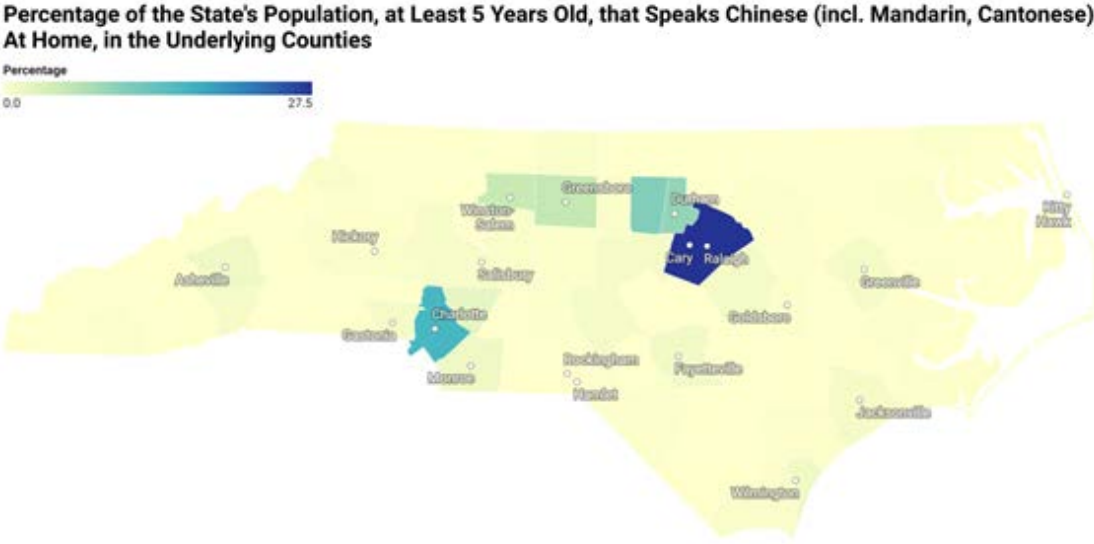 Percentage of the State's Population, at Least 5 Years Old, that Speaks Chinese (incl. Mandarin, Cantonese)
At Home, in the Underlying Counties
Percentage
0.0 27.5
Greensboro
Durham
Winston-
Salem
Kitty
Hawk
Hickory
Cary Raleigh
Salisbury
Asheville
Greenville
Charlotte
Goldsboro
Gastonia
Rockingham
Fayetteville
Monroe
Hamlet
Jacksonville
Wilmington